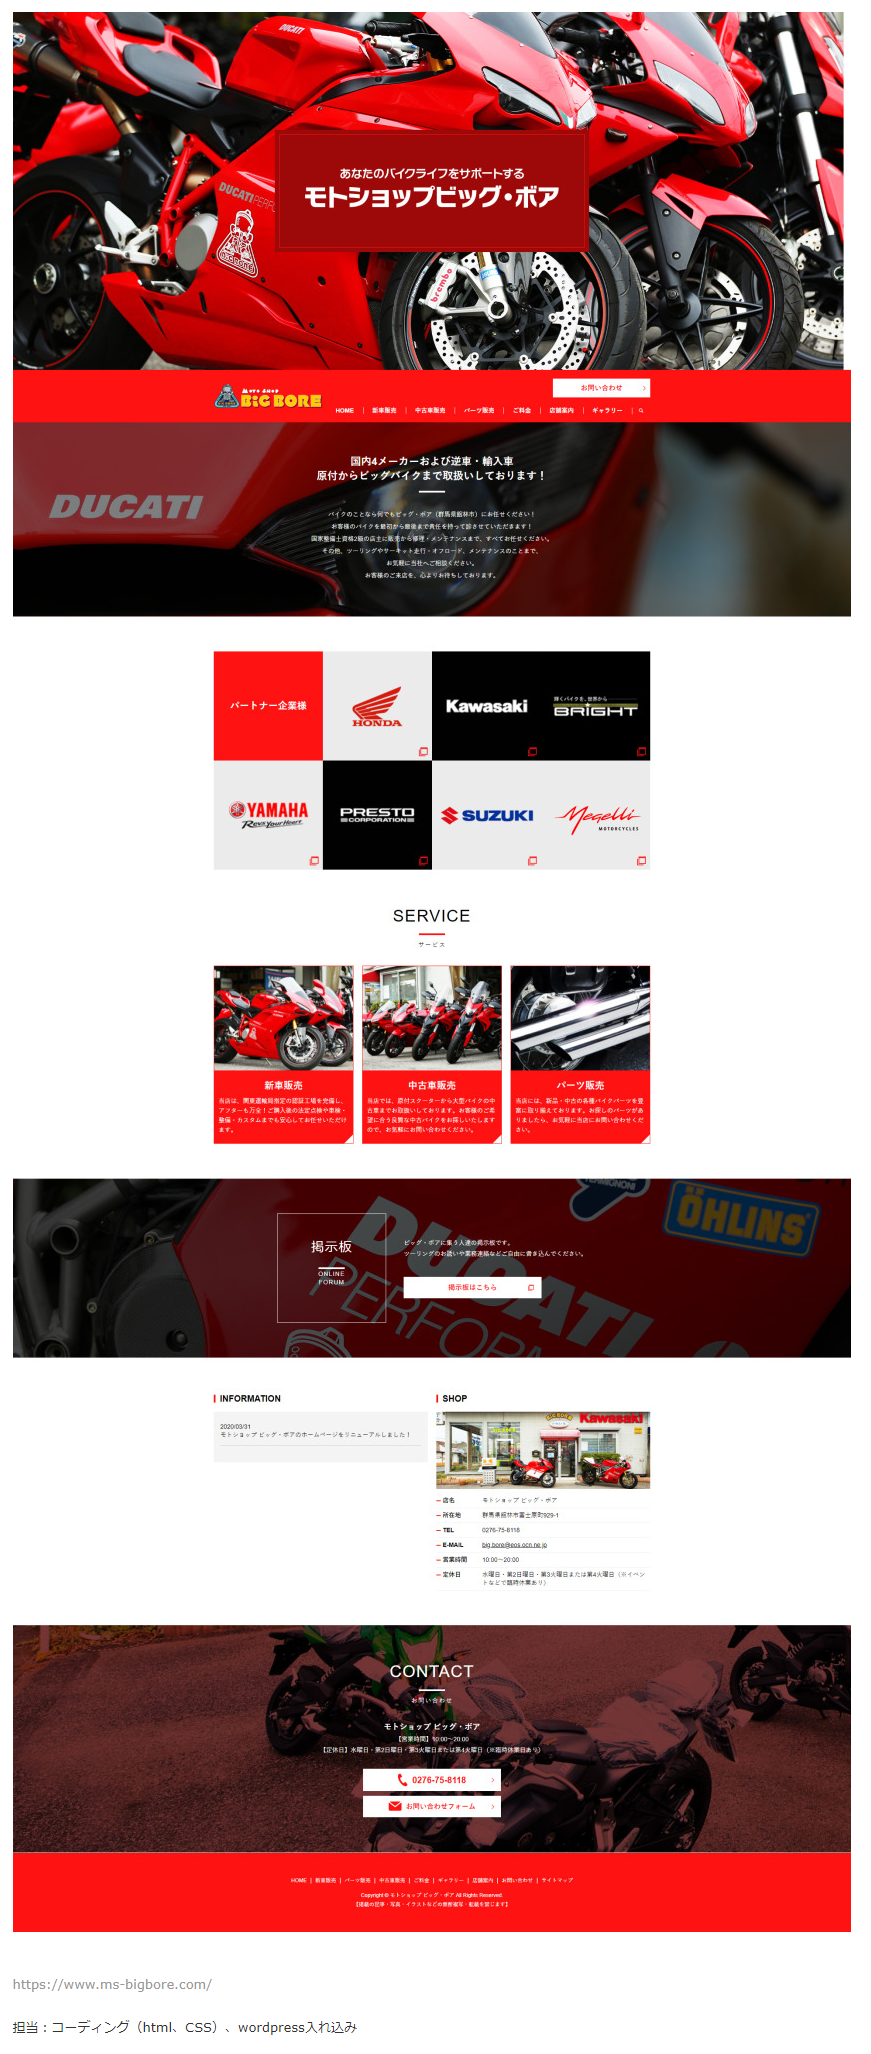 DUCATI
DUCATI PERFO
BIG BORE
brembo
あなたのバイクライフをサポートする
モトショップビッグ・ボア
MOTO SHOP
BIG BORE
お問い合わせ
HOME | 新車販売 | 中古車販売 | パーツ販売 | ご料金 | 店舗案内 | ギャラリー |
DUCATI
国内4メーカーおよび逆車・輸入車
原付からビッグバイクまで取扱いしております！
バイクのことなら何でもビッグ・ボア（群馬県館林市）にお任せください！
お客様のバイクを最初から最後まで責任を持って診させていただきます！
国家整備士資格2級の店主に販売から修理・メンテナンスまで、すべてお任せください。
その他、ツーリングやサーキット走行・オフロード、メンテナンスのことまで、
お気軽に当社へご相談ください。
お客様のご来店を、心よりお待ちしております。
パートナー企業様
HONDA
Kawasaki
輝くバイクを、世界から
BRIGHT
YAMAHA
Revs Your Heart
PRESTO
CORPORATION
SUZUKI
Megelli
MOTORCYCLES
SERVICE
サービス
新車販売
当店は、関東運輸局指定の認証工場を完備し、
アフターも万全！ご購入後の法定点検や車検・
整備・カスタムまでも安心してお任せいただけ
ます。
中古車販売
当店では、原付スクーターから大型バイクの中
古車までお取扱いしております。お客様のご希
望に合う良質な中古バイクをお探しいたします
ので、お気軽にお問い合わせください。
パーツ販売
当店には、新品・中古の各種バイクパーツを豊
富に取り揃えております。お探しのパーツがあ
りましたら、お気軽に当店にお問い合わせくだ
さい。
TERMIGNONI
ÖHLINS
DUCATI
PERFORM
掲示板
ONLINE
FORUM
ビッグ・ボアに集う人達の掲示板です。
ツーリングのお誘いや業務連絡などご自由に書き込んでください。
掲示板はこちら
INFORMATION
2020/03/31
モトショップ ビッグ・ボアのホームページをリニューアルしました！
SHOP
BIG BORE
Kawasaki
店名 モトショップ ビッグ・ボア
所在地 群馬県館林市富士原町929-1
TEL 0276-75-8118
E-MAIL big.bore@eos.ocn.ne.jp
営業時間 10:00～20:00
定休日 水曜日・第2日曜日・第3火曜日または第4火曜日（※イベン
トなどで臨時休業あり）
CONTACT
お問い合わせ
モトショップ ビッグ・ボア
【営業時間】10:00～20:00
【定休日】水曜日・第2日曜日・第3火曜日または第4火曜日（※臨時休業日あり）
0276-75-8118
お問い合わせフォーム
HOME | 新車販売 | パーツ販売 | 中古車販売 | ご料金 | ギャラリー | 店舗案内 | お問い合わせ | サイトマップ
Copyright © モトショップ ビッグ・ボア All Rights Reserved.
【掲載の記事・写真・イラストなどの無断複写・転載を禁じます】
https://www.ms-bigbore.com/
担当：コーディング（html、CSS）、wordpress入れ込み